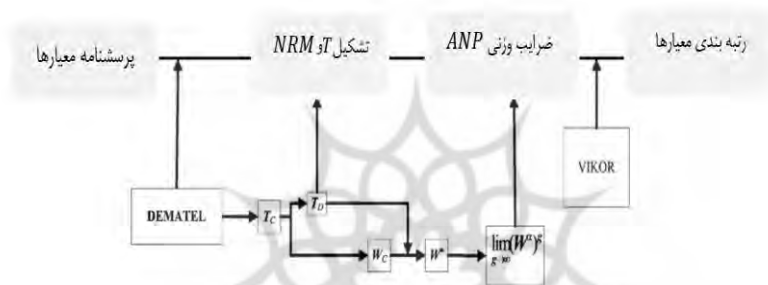 پرسشنامه معیارها
تشکیل T و NRM
ضرایب وزنی ANP
رتبه بندی معیارها
VIKOR
DEMATEL
T_C
T_D
W_C
W*
lim(W^α)^g
g→∞